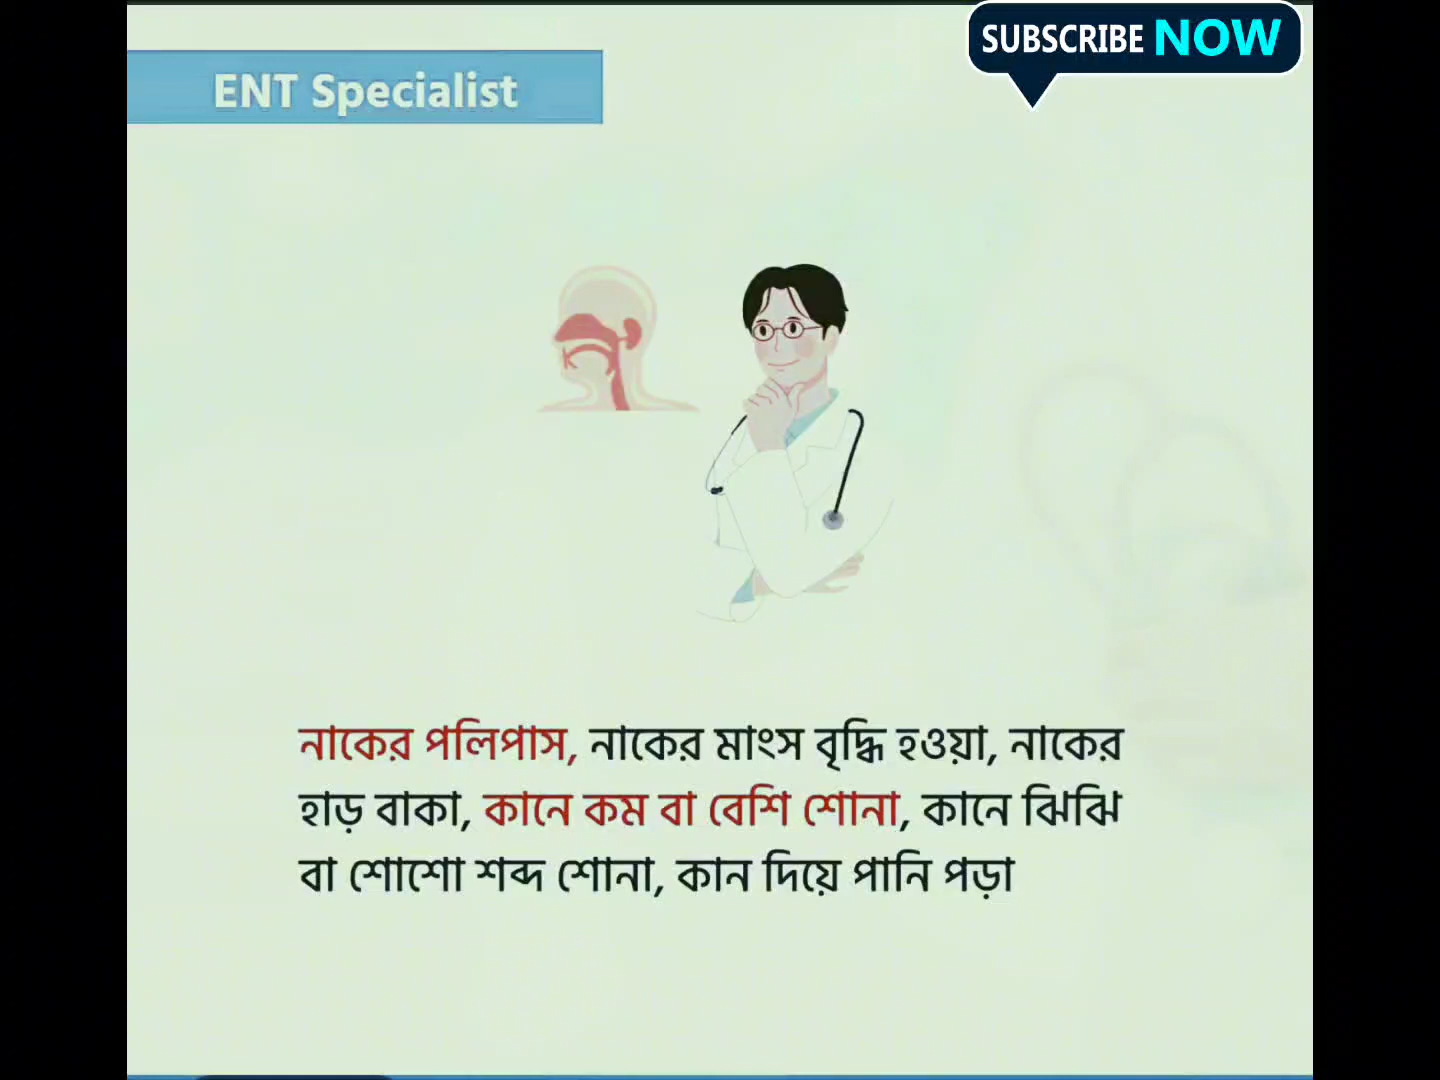 SUBSCRIBE NOW
ENT Specialist
নাকের পলিপাস, নাকের মাংস বৃদ্ধি হওয়া, নাকের
হাড় বাকা, কানে কম বা বেশি শোনা, কানে ঝিঝি
বা শোশো শব্দ শোনা, কান দিয়ে পানি পড়া